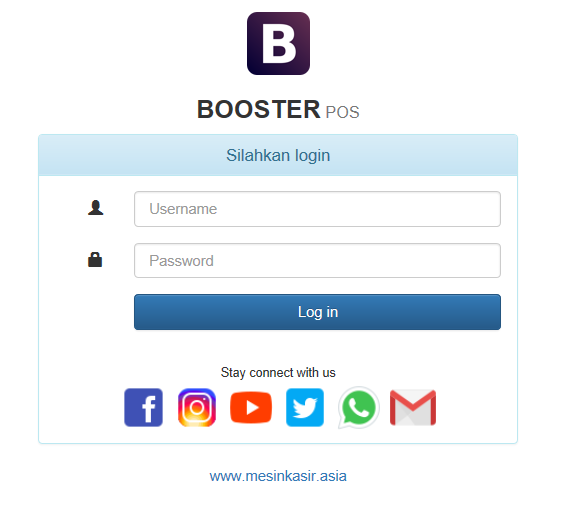 B
BOOSTER POS
Silahkan login
Username
Password
Log in
Stay connect with us
www.mesinkasir.asia